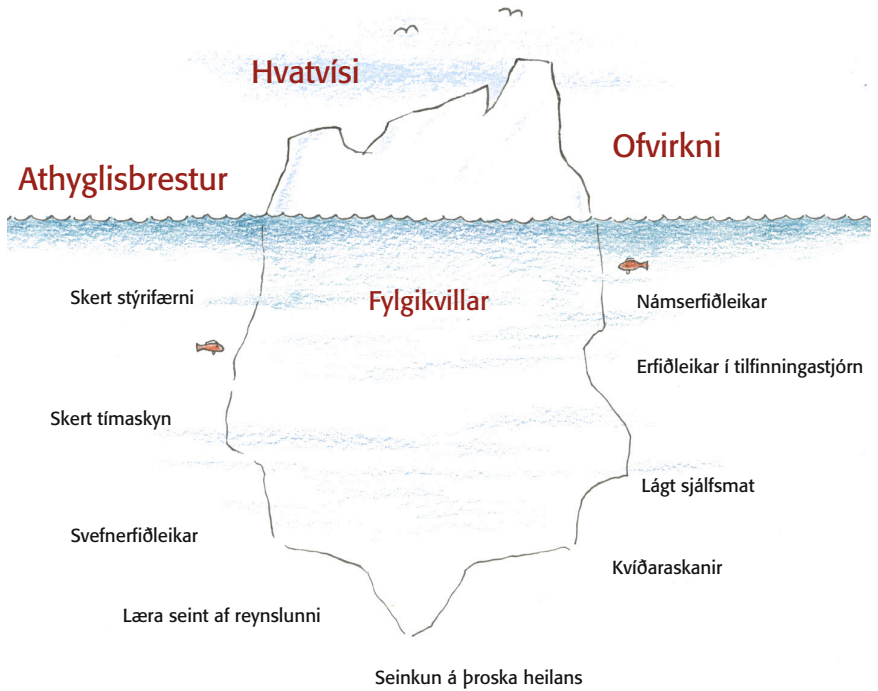 Hvatvísi
Ofvirkni
Athyglisbrestur
Skert stýrifærni
Fylgikvillar
Námserfiðleikar
Erfiðleikar í tilfinningastjórn
Skert tímaskyn
Lágt sjálfsmat
Svefnerfiðleikar
Kvíðaraskanir
Læra seint af reynslunni
Seinkun á þroska heilans